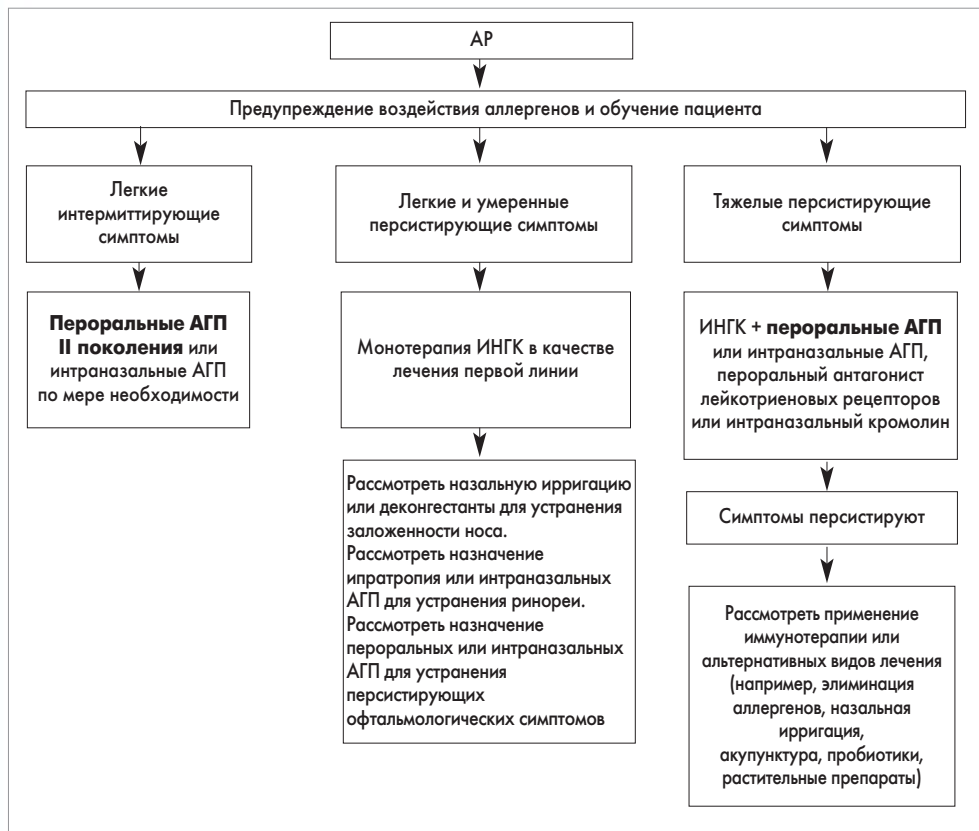 АР
Предупреждение воздействия аллергенов и обучение пациента
Легкие
интермиттирующие
симптомы
Пероральные АГП
II поколения или
интраназальные АГП
по мере необходимости
Легкие и умеренные
персистирующие симптомы
Монотерапия ИНГК в качестве
лечения первой линии
Рассмотреть назальную ирригацию
или деконгестанты для устранения
заложенности носа.
Рассмотреть назначение
ипратропия или интраназальных
АГП для устранения ринореи.
Рассмотреть назначение
пероральных или интраназальных
АГП для устранения
персистирующих
офтальмологических симптомов
Тяжелые персистирующие
симптомы
ИНГК + пероральные АГП
или интраназальные АГП,
пероральный антагонист
лейкотриеновых рецепторов
или интраназальный кромолин
Симптомы персистируют
Рассмотреть применение
иммунотерапии или
альтернативных видов лечения
(например, элиминация
аллергенов, назальная
ирригация,
акупунктура, пробиотики,
растительные препараты)